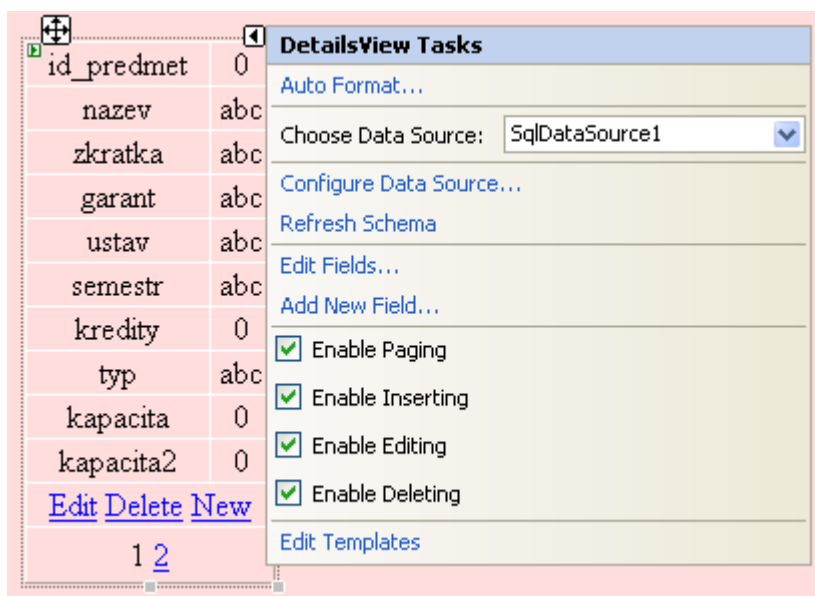 id_predmet 0
nazev abc
zkratka abc
garant abc
ustav abc
semestr abc
kredity 0
typ abc
kapacita 0
kapacita2 0
Edit Delete New
1 2
DetailsView Tasks
Auto Format...
Choose Data Source: SqlDataSource1
Configure Data Source...
Refresh Schema
Edit Fields...
Add New Field...
Enable Paging
Enable Inserting
Enable Editing
Enable Deleting
Edit Templates